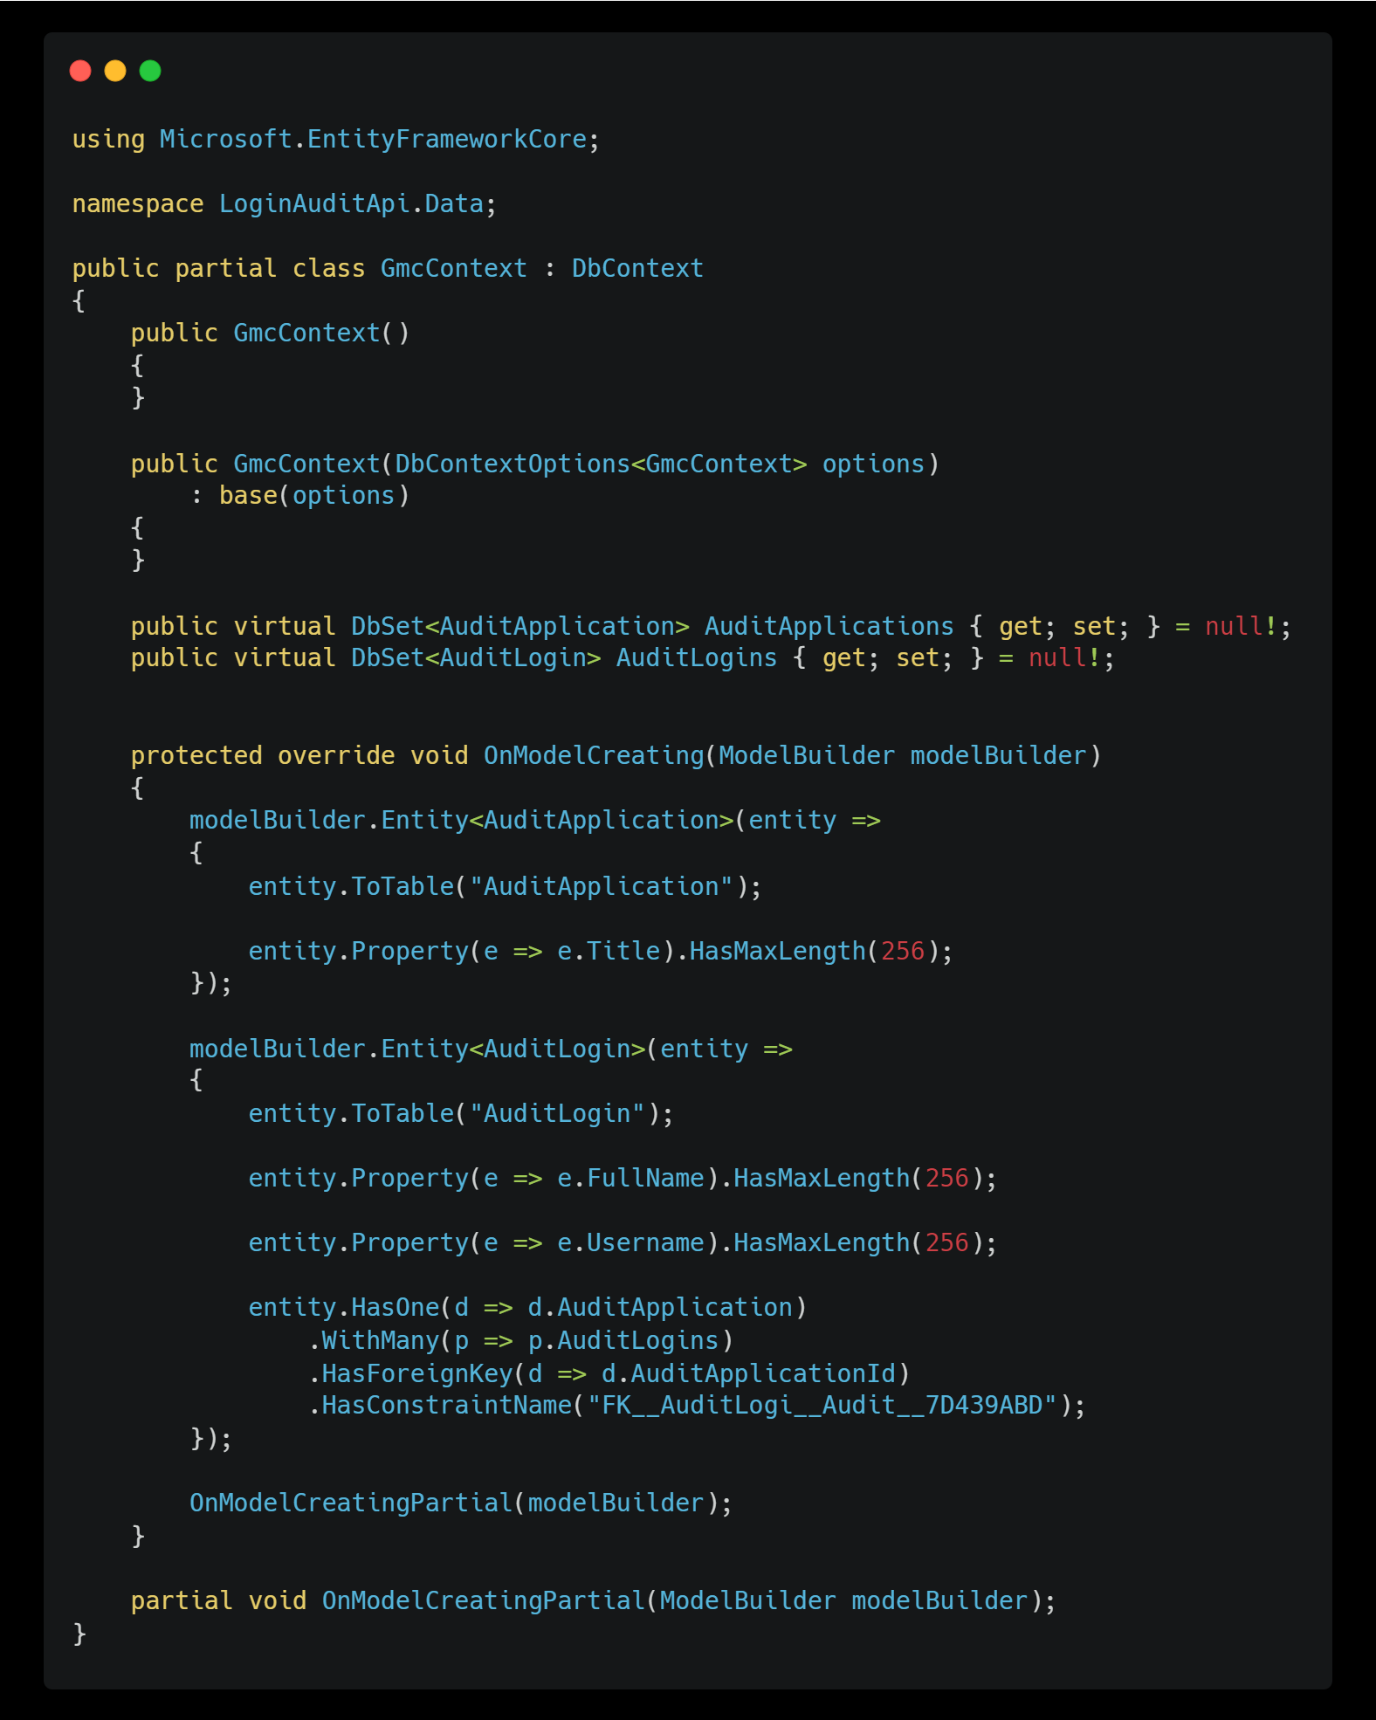 using Microsoft.EntityFrameworkCore;

namespace LoginAuditApi.Data;

public partial class GmcContext : DbContext
{
    public GmcContext()
    {
    }

    public GmcContext(DbContextOptions<GmcContext> options)
        : base(options)
    {
    }

    public virtual DbSet<AuditApplication> AuditApplications { get; set; } = null!;
    public virtual DbSet<AuditLogin> AuditLogins { get; set; } = null!;


    protected override void OnModelCreating(ModelBuilder modelBuilder)
    {
        modelBuilder.Entity<AuditApplication>(entity =>
        {
            entity.ToTable("AuditApplication");

            entity.Property(e => e.Title).HasMaxLength(256);
        });

        modelBuilder.Entity<AuditLogin>(entity =>
        {
            entity.ToTable("AuditLogin");

            entity.Property(e => e.FullName).HasMaxLength(256);

            entity.Property(e => e.Username).HasMaxLength(256);

            entity.HasOne(d => d.AuditApplication)
                .WithMany(p => p.AuditLogins)
                .HasForeignKey(d => d.AuditApplicationId)
                .HasConstraintName("FK__AuditLogi__Audit__7D439ABD");
        });

        OnModelCreatingPartial(modelBuilder);
    }

    partial void OnModelCreatingPartial(ModelBuilder modelBuilder);
}